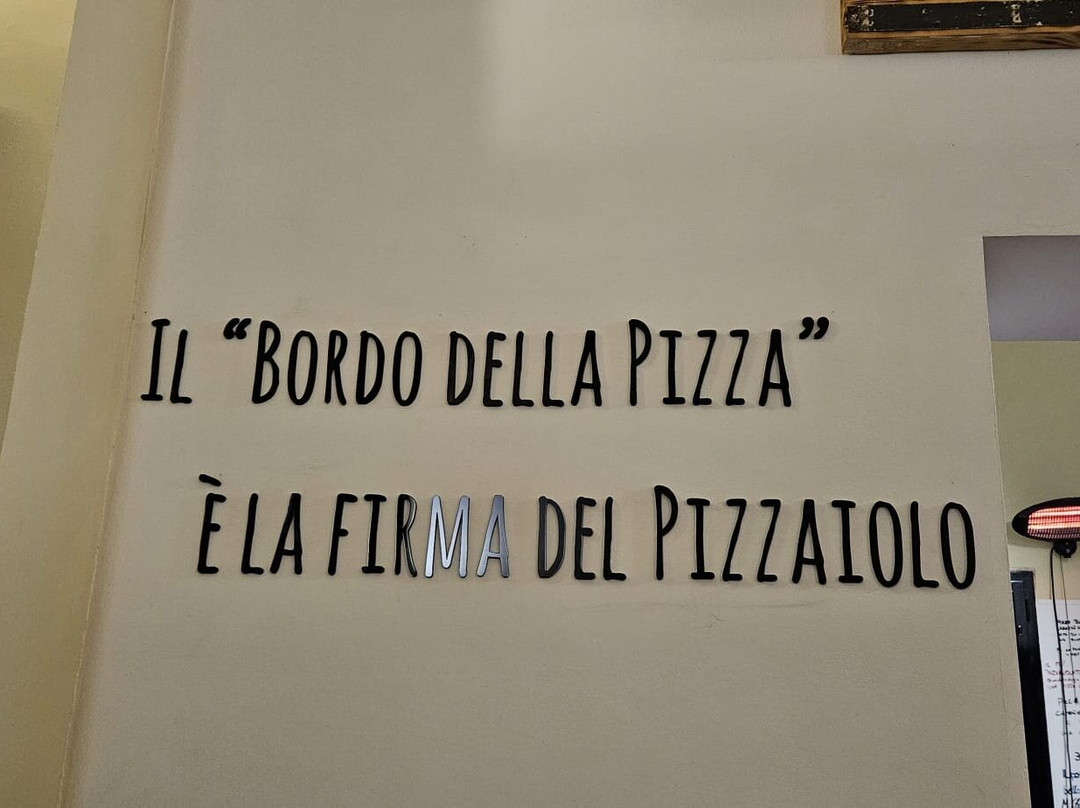 Il “Bordo della Pizza”
È la firma del Pizzaiolo